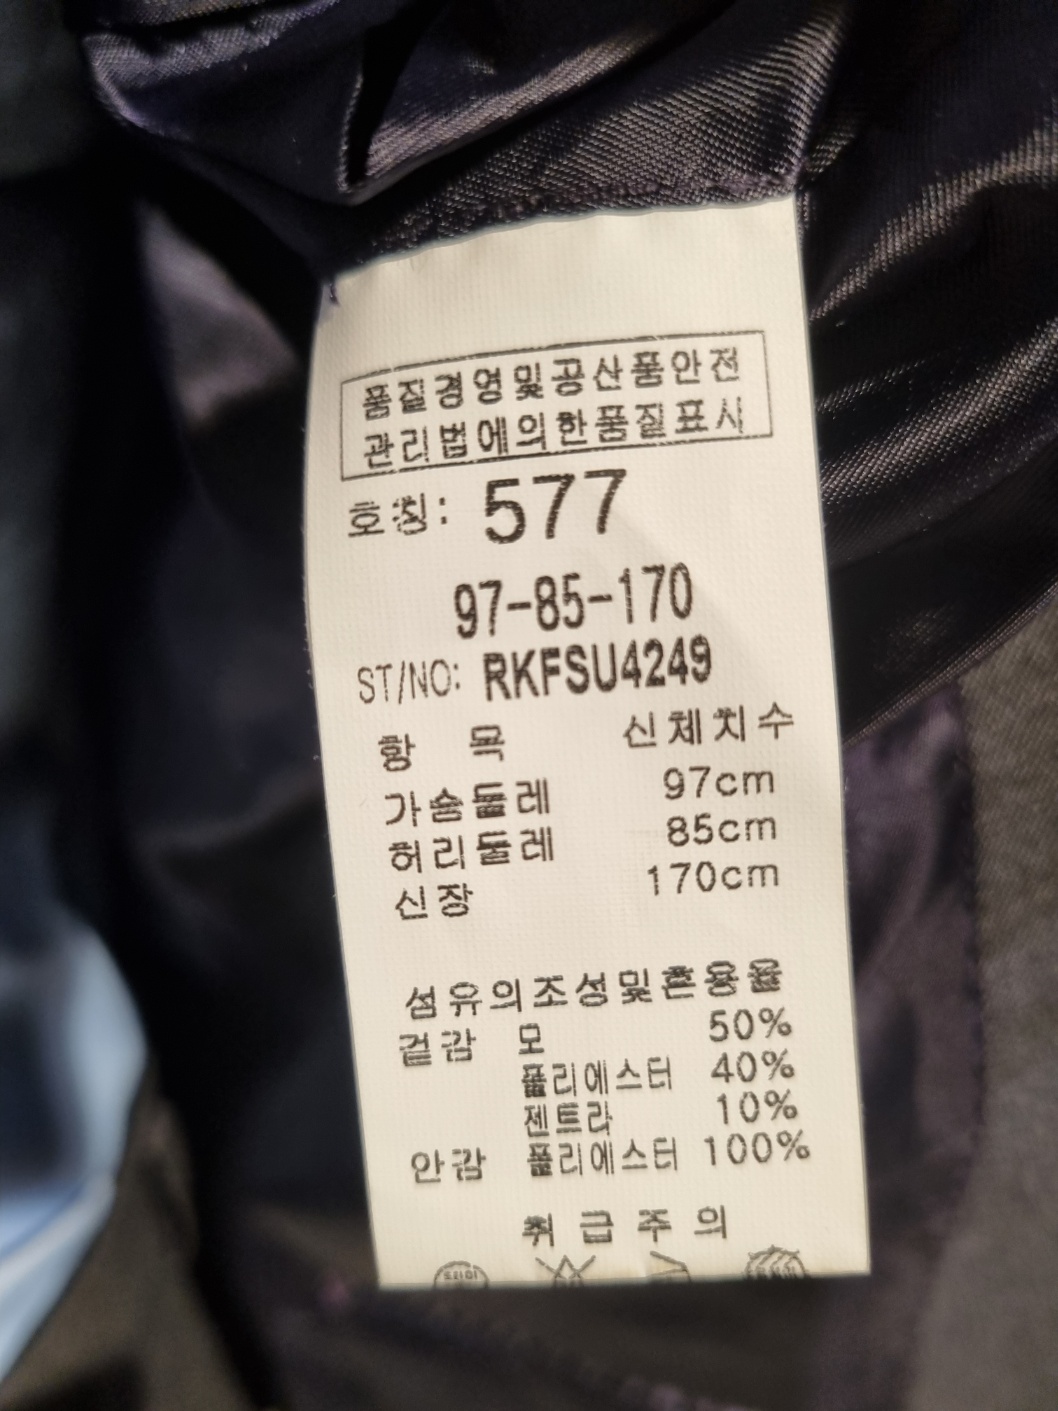 품질경영및공산품안전
관리법에의한품질표시
호칭: 577
97-85-170
ST/NO: RKFSU4249
항 목 신체치수
가슴둘레 97cm
허리둘레 85cm
신장 170cm
섬유의조성및혼용율
겉감 모 50%
폴리에스터 40%
젠트라 10%
안감 폴리에스터 100%
취급주의
드라이